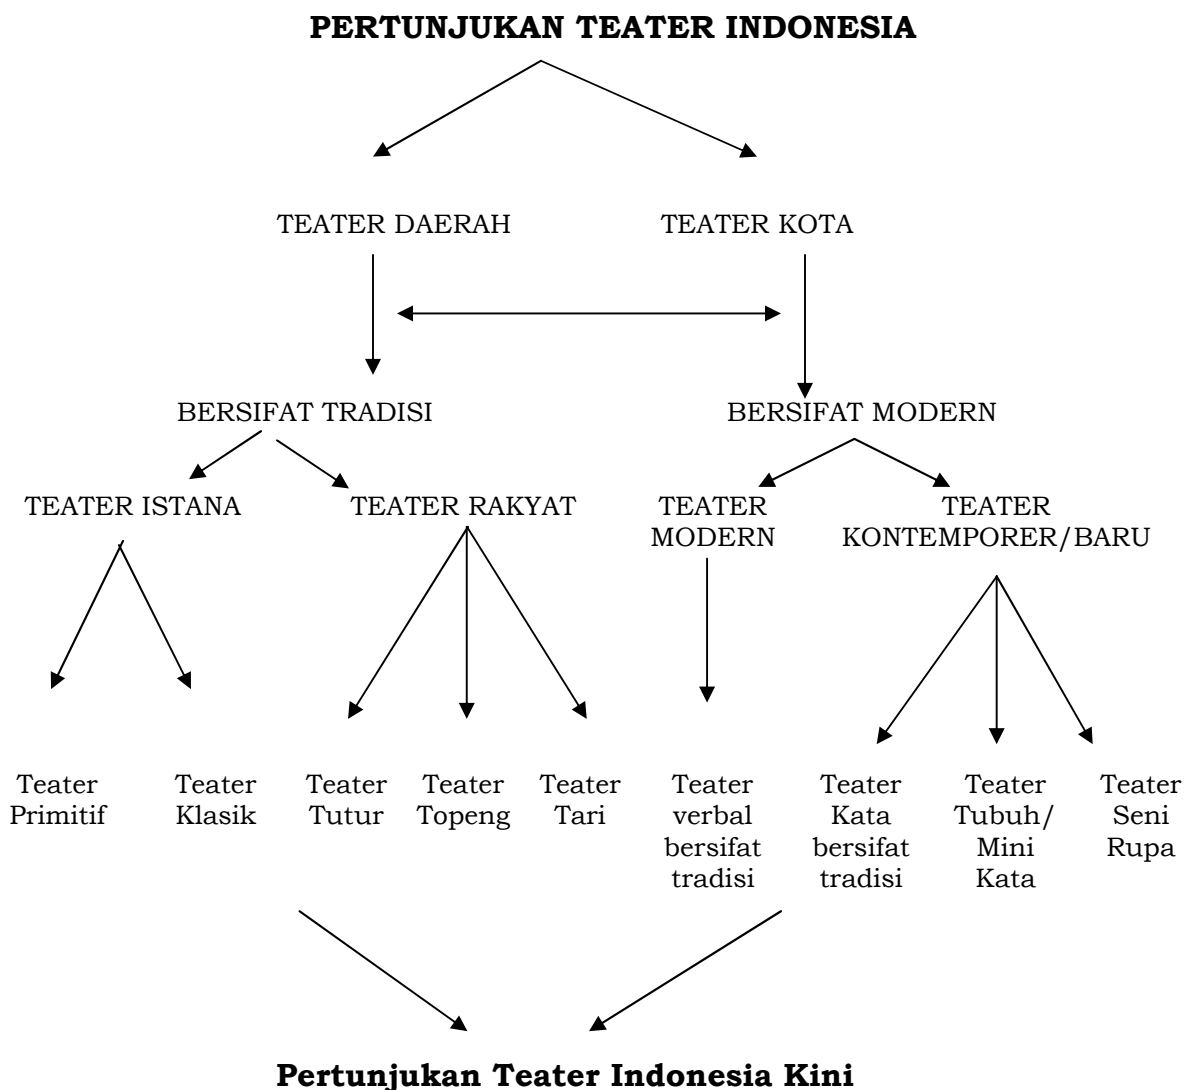 PERTUNJUKAN TEATER INDONESIA
TEATER DAERAH
TEATER KOTA
BERSIFAT TRADISI
BERSIFAT MODERN
TEATER ISTANA
TEATER RAKYAT
TEATER
MODERN
TEATER
KONTEMPORER/BARU
Teater
Primitif
Teater
Klasik
Teater
Tutur
Teater
Topeng
Teater
Tari
Teater
verbal
bersifat
tradisi
Teater
Kata
bersifat
tradisi
Teater
Tubuh/
Mini
Kata
Teater
Seni
Rupa
Pertunjukan Teater Indonesia Kini